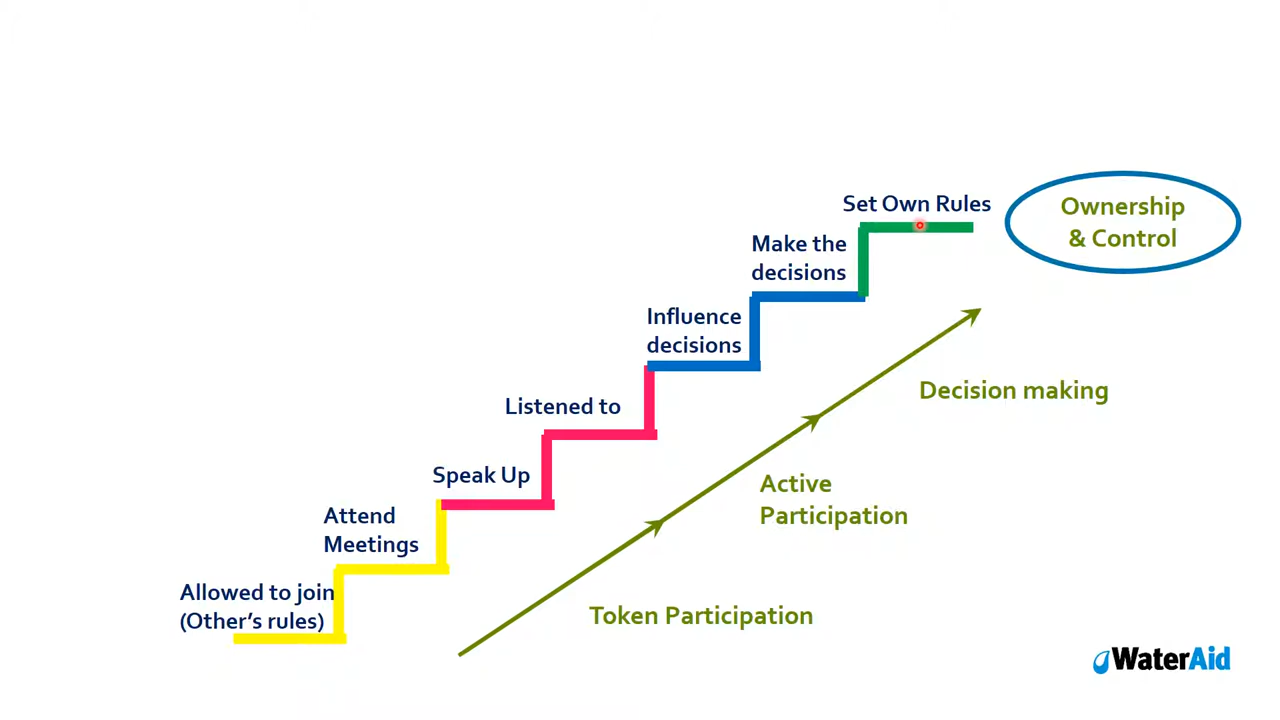 Set Own Rules
Ownership
& Control
Make the
decisions
Influence
decisions
Decision making
Listened to
Speak Up
Active
Participation
Attend
Meetings
Allowed to join
(Other's rules)
Token Participation
WaterAid